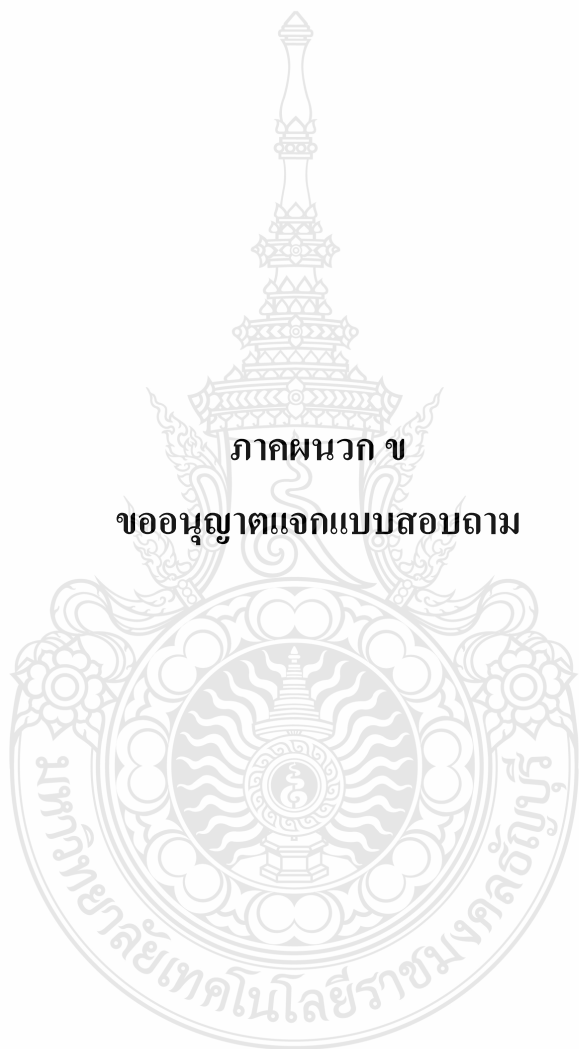 ภาคผนวก ข
ขออนุญาตแจกแบบสอบถาม
มหาวิทยาลัยเทคโนโลยีราชมงคลธัญบุรี